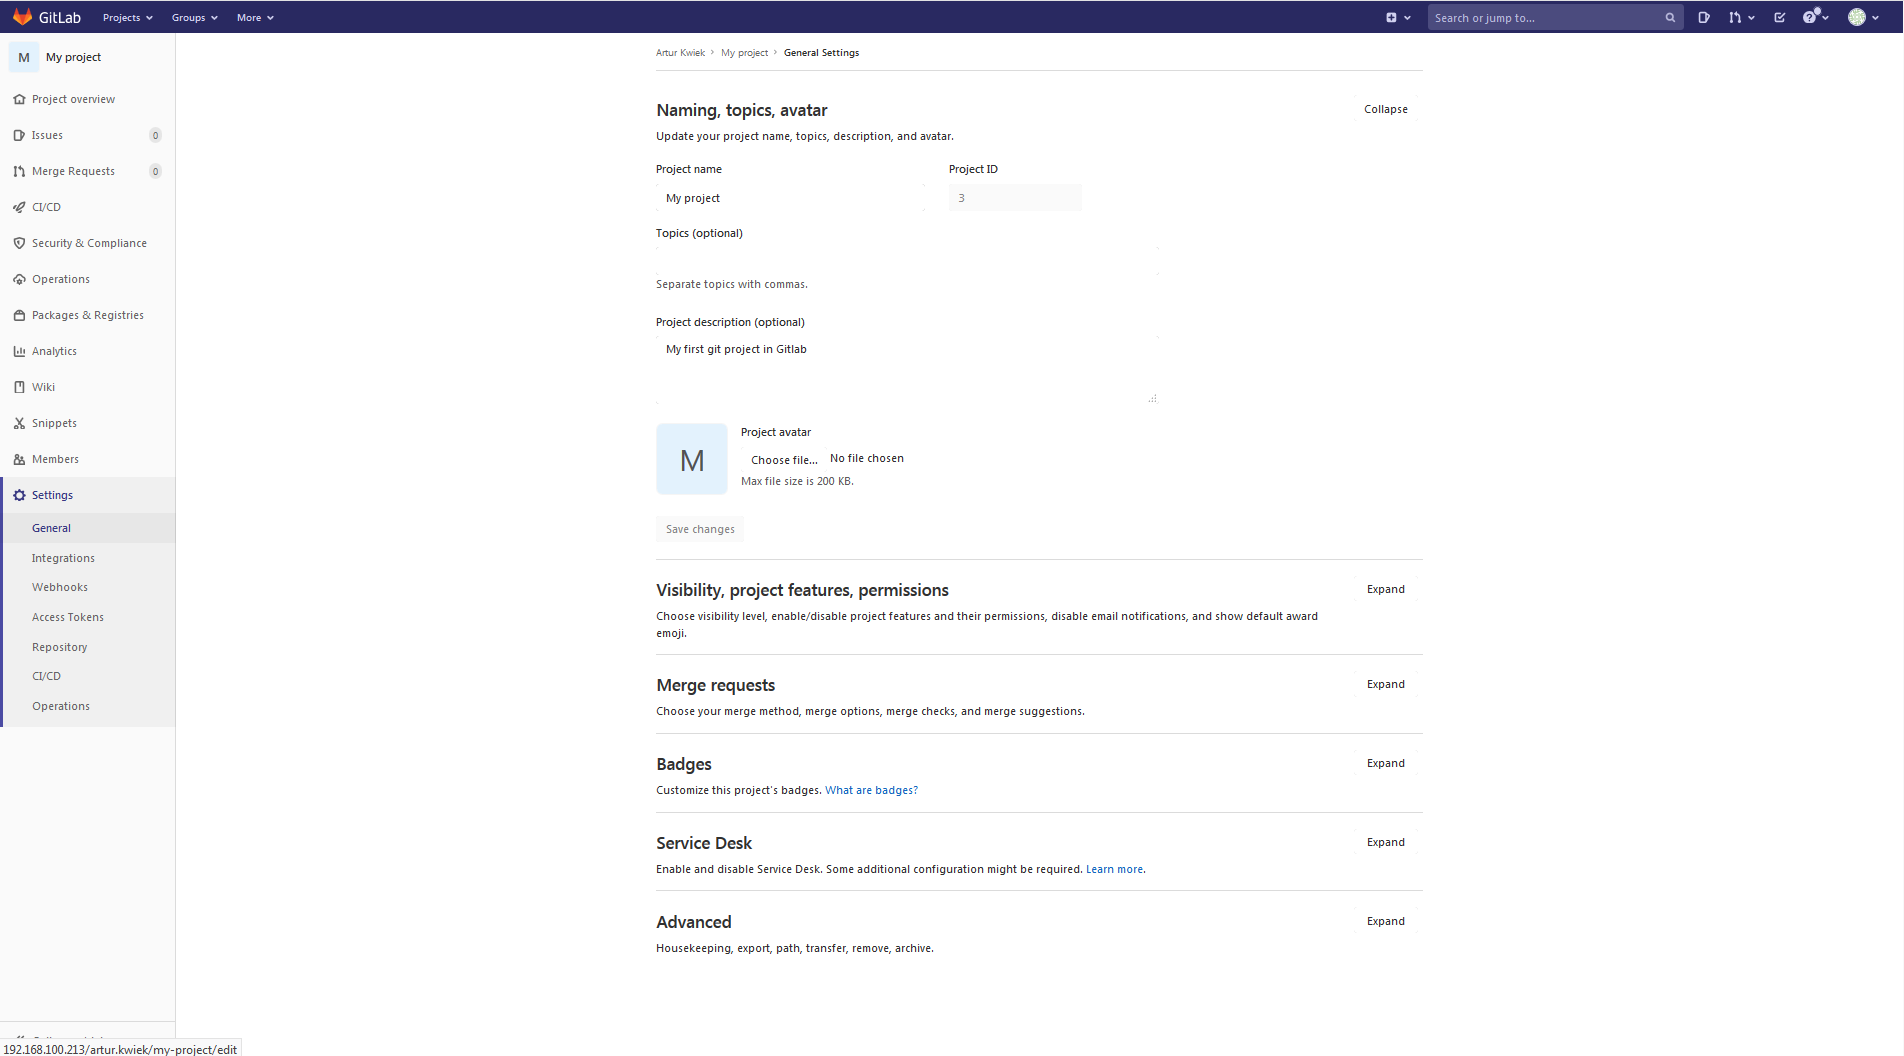 GitLab Projects Groups More Search or jump to...
M My project
Project overview
Issues 0
Merge Requests 0
CI/CD
Security & Compliance
Operations
Packages & Registries
Analytics
Wiki
Snippets
Members
Settings
General
Integrations
Webhooks
Access Tokens
Repository
CI/CD
Operations
192.168.100.213/artur.kwiek/my-project/edit
Artur Kwiek > My project > General Settings
Naming, topics, avatar Collapse
Update your project name, topics, description, and avatar.
Project name Project ID
My project 3
Topics (optional)
Separate topics with commas.
Project description (optional)
My first git project in Gitlab
M
Project avatar
Choose file... No file chosen
Max file size is 200 KB.
Save changes
Visibility, project features, permissions Expand
Choose visibility level, enable/disable project features and their permissions, disable email notifications, and show default award
emoji.
Merge requests Expand
Choose your merge method, merge options, merge checks, and merge suggestions.
Badges Expand
Customize this project's badges. What are badges?
Service Desk Expand
Enable and disable Service Desk. Some additional configuration might be required. Learn more.
Advanced Expand
Housekeeping, export, path, transfer, remove, archive.